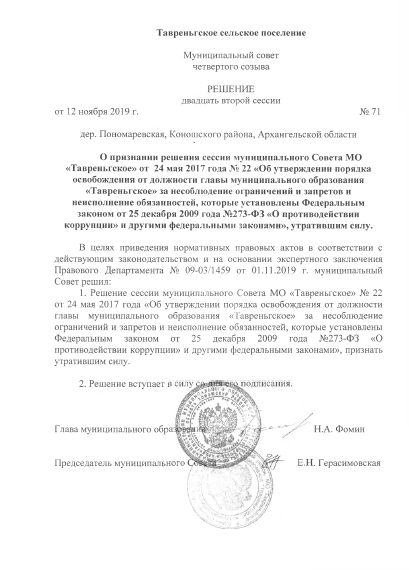 Тавреньгское сельское поселение
Муниципальный совет
четвертого созыва
РЕШЕНИЕ
двадцать второй сессии
от 12 ноября 2019 г. № 71
дер. Пономаревская, Коношского района, Архангельской области
О признании решения сессии муниципального Совета МО
«Тавреньгское» от 24 мая 2017 года № 22 «Об утверждении порядка
освобождения от должности главы муниципального образования
«Тавреньгское» за несоблюдение ограничений и запретов и
неисполнение обязанностей, которые установлены Федеральным
законом от 25 декабря 2009 года №273-ФЗ «О противодействии
коррупции» и другими федеральными законами», утратившим силу.
В целях приведения нормативных правовых актов в соответствии с
действующим законодательством и на основании экспертного заключения
Правового Департамента № 09-03/1459 от 01.11.2019 г. муниципальный
Совет решил:
1. Решение сессии муниципального Совета МО «Тавреньгское» № 22
от 24 мая 2017 года «Об утверждении порядка освобождения от должности
главы муниципального образования «Тавреньгское» за несоблюдение
ограничений и запретов и неисполнение обязанностей, которые установлены
Федеральным законом от 25 декабря 2009 года №273-ФЗ «О
противодействии коррупции» и другими федеральными законами», признать
утратившим силу.
2. Решение вступает в силу со дня его подписания.
Глава муниципального образования Н.А. Фомин
Председатель муниципального Совета Е.Н. Герасимовская